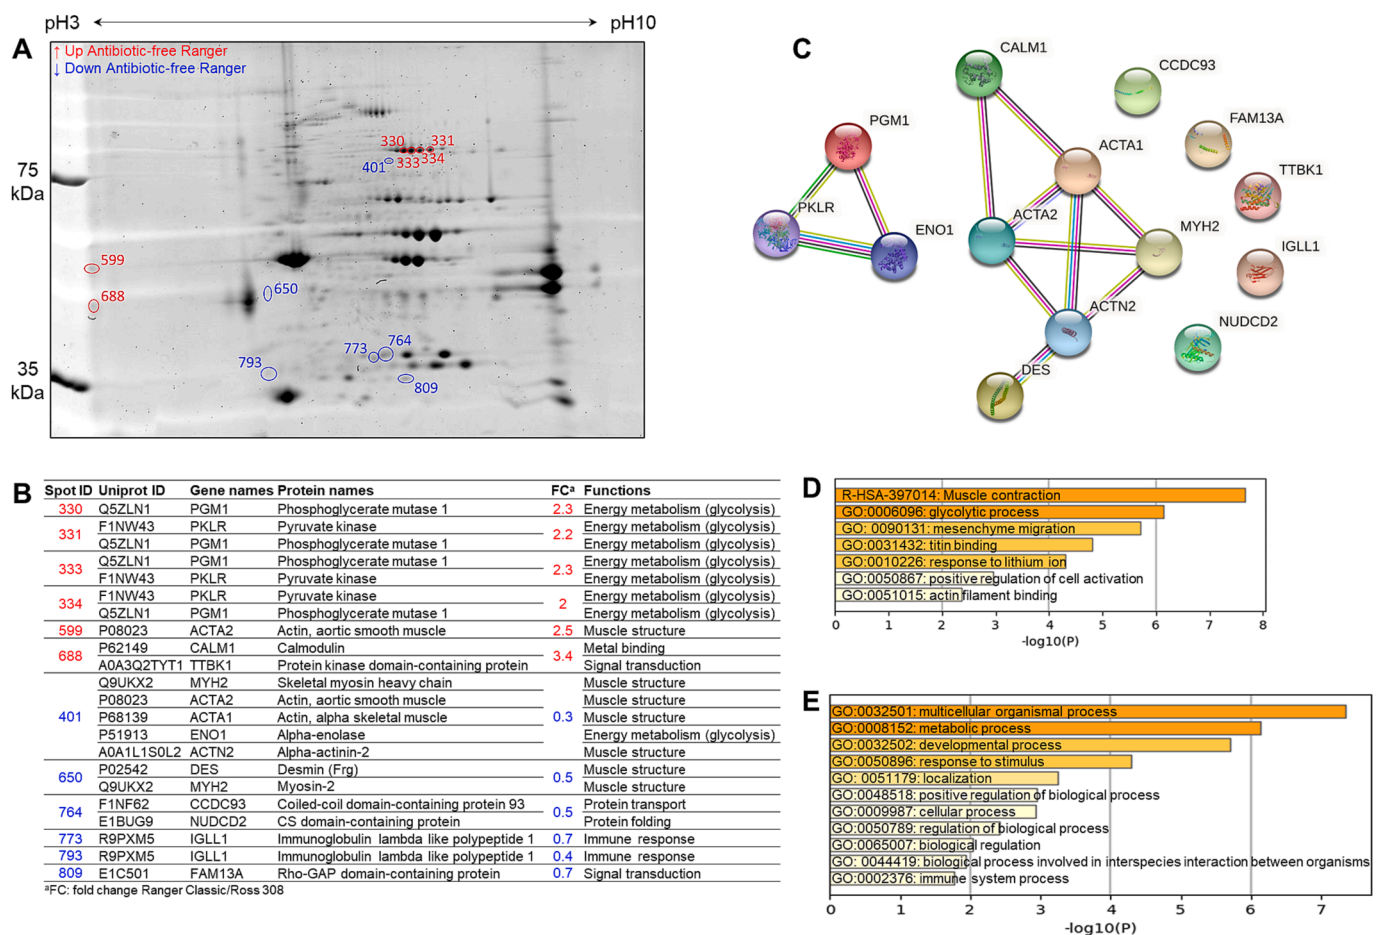 pH3
pH10
A
↑ Up Antibiotic-free Ranger
↓ Down Antibiotic-free Ranger
330
331
333
334
401
75
kDa
599
688
650
773
764
793
809
35
kDa
B
Spot ID Uniprot ID Gene names Protein names FCᵃ Functions
330 Q5ZLN1 PGM1 Phosphoglycerate mutase 1 2.3 Energy metabolism (glycolysis)
F1NW43 PKLR Pyruvate kinase Energy metabolism (glycolysis)
331 2.2
Q5ZLN1 PGM1 Phosphoglycerate mutase 1 Energy metabolism (glycolysis)
Q5ZLN1 PGM1 Phosphoglycerate mutase 1 Energy metabolism (glycolysis)
333 2.3
F1NW43 PKLR Pyruvate kinase Energy metabolism (glycolysis)
F1NW43 PKLR Pyruvate kinase Energy metabolism (glycolysis)
334 2
Q5ZLN1 PGM1 Phosphoglycerate mutase 1 Energy metabolism (glycolysis)
599 P08023 ACTA2 Actin, aortic smooth muscle 2.5 Muscle structure
P62149 CALM1 Calmodulin Metal binding
688 3.4
A0A3Q2TYT1 TTBK1 Protein kinase domain-containing protein Signal transduction
Q9UKX2 MYH2 Skeletal myosin heavy chain Muscle structure
P08023 ACTA2 Actin, aortic smooth muscle Muscle structure
401 P68139 ACTA1 Actin, alpha skeletal muscle 0.3 Muscle structure
P51913 ENO1 Alpha-enolase Energy metabolism (glycolysis)
A0A1L1S0L2 ACTN2 Alpha-actinin-2 Muscle structure
P02542 DES Desmin (Frg) Muscle structure
650 0.5
Q9UKX2 MYH2 Myosin-2 Muscle structure
F1NF62 CCDC93 Coiled-coil domain-containing protein 93 Protein transport
764 0.5
E1BUG9 NUDCD2 CS domain-containing protein Protein folding
773 R9PXM5 IGLL1 Immunoglobulin lambda like polypeptide 1 0.7 Immune response
793 R9PXM5 IGLL1 Immunoglobulin lambda like polypeptide 1 0.4 Immune response
809 E1C501 FAM13A Rho-GAP domain-containing protein 0.7 Signal transduction
ᵃFC: fold change Ranger Classic/Ross 308
C
CALM1
CCDC93
PGM1
FAM13A
ACTA1
TTBK1
PKLR
ACTA2
ENO1
MYH2
IGLL1
ACTN2
NUDCD2
DES
D
R-HSA-397014: Muscle contraction
GO:0006096: glycolytic process
GO: 0090131: mesenchyme migration
GO:0031432: titin binding
GO:0010226: response to lithium ion
GO:0050867: positive regulation of cell activation
GO:0051015: actin filament binding
0 1 2 3 4 5 6 7 8
-log10(P)
E
GO:0032501: multicellular organismal process
GO:0008152: metabolic process
GO:0032502: developmental process
GO:0050896: response to stimulus
GO: 0051179: localization
GO:0048518: positive regulation of biological process
GO:0009987: cellular process
GO:0050789: regulation of biological process
GO:0065007: biological regulation
GO: 0044419: biological process involved in interspecies interaction between organisms
GO:0002376: immune system process
0 1 2 3 4 5 6 7
-log10(P)